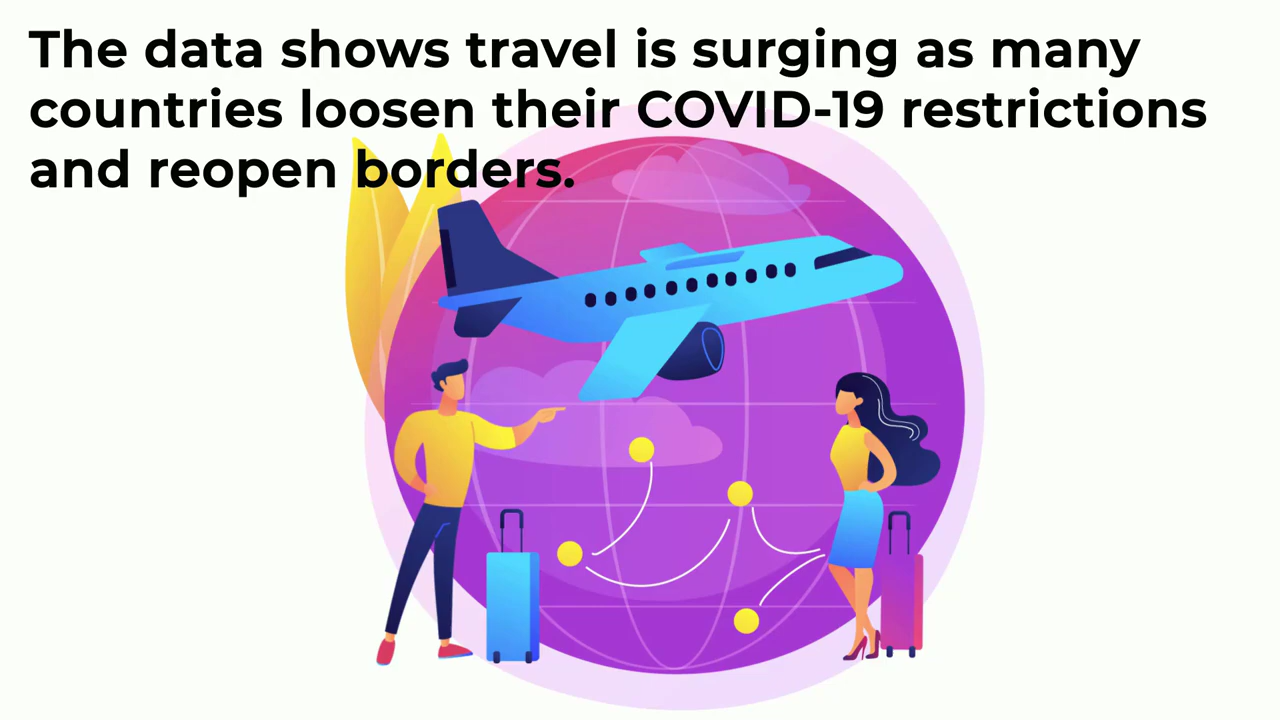 The data shows travel is surging as many
countries loosen their COVID-19 restrictions
and reopen borders.